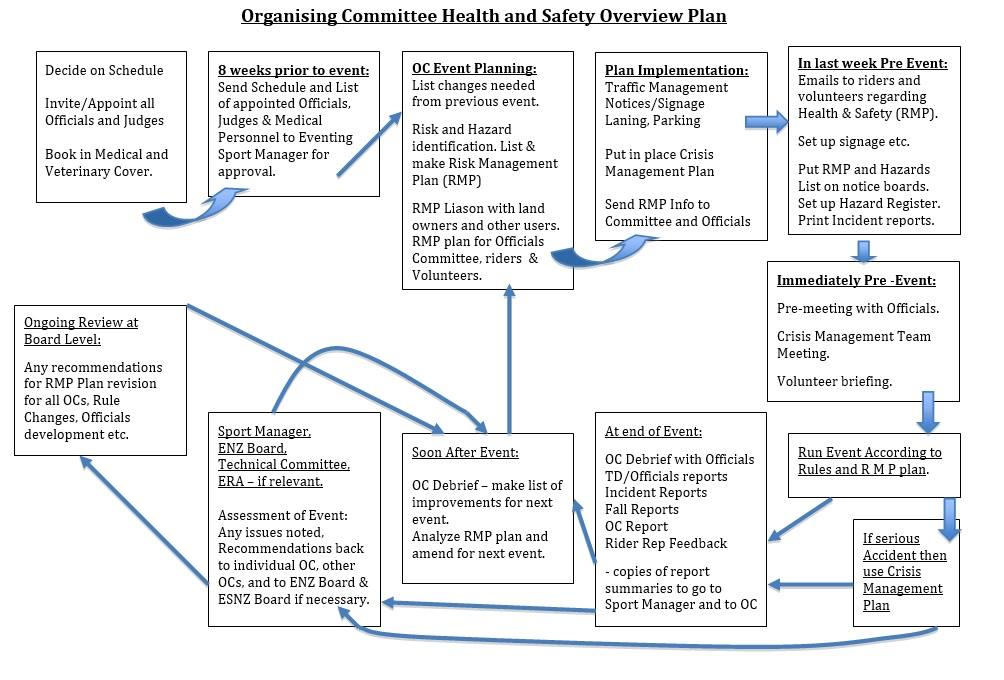 Organising Committee Health and Safety Overview Plan
Decide on Schedule
Invite/Appoint all
Officials and Judges
Book in Medical and
Veterinary Cover.
8 weeks prior to event:
Send Schedule and List
of appointed Officials,
Judges & Medical
Personnel to Eventing
Sport Manager for
approval.
OC Event Planning:
List changes needed
from previous event.
Risk and Hazard
identification. List &
make Risk Management
Plan (RMP)
RMP Liason with land
owners and other users.
RMP plan for Officials
Committee, riders &
Volunteers.
Plan Implementation:
Traffic Management
Notices/Signage
Laning, Parking
Put in place Crisis
Management Plan
Send RMP Info to
Committee and Officials
In last week Pre Event:
Emails to riders and
volunteers regarding
Health & Safety (RMP).
Set up signage etc.
Put RMP and Hazards
List on notice boards.
Set up Hazard Register.
Print Incident reports.
Immediately Pre -Event:
Pre-meeting with Officials.
Crisis Management Team
Meeting.
Volunteer briefing.
Run Event According to
Rules and R M P plan.
If serious
Accident then
use Crisis
Management
Plan
At end of Event:
OC Debrief with Officials
TD/Officials reports
Incident Reports
Fall Reports
OC Report
Rider Rep Feedback
- copies of report
summaries to go to
Sport Manager and to OC
Soon After Event:
OC Debrief – make list of
improvements for next
event.
Analyze RMP plan and
amend for next event.
Sport Manager,
ENZ Board,
Technical Committee,
ERA – if relevant.
Assessment of Event:
Any issues noted,
Recommendations back
to individual OC, other
OCs, and to ENZ Board &
ESNZ Board if necessary.
Ongoing Review at
Board Level:
Any recommendations
for RMP Plan revision
for all OCs, Rule
Changes, Officials
development etc.